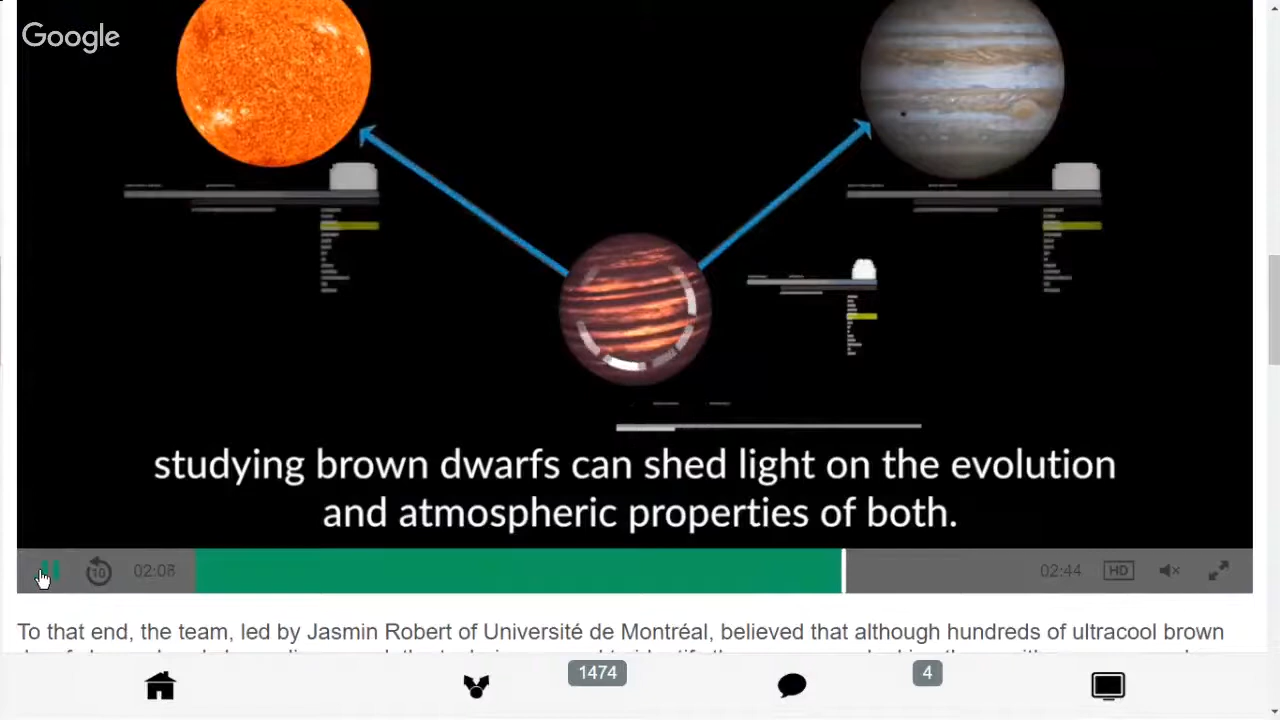 Google
studying brown dwarfs can shed light on the evolution
and atmospheric properties of both.
10
02:08
02:44
HD
To that end, the team, led by Jasmin Robert of Université de Montréal, believed that although hundreds of ultracool brown
1474
4